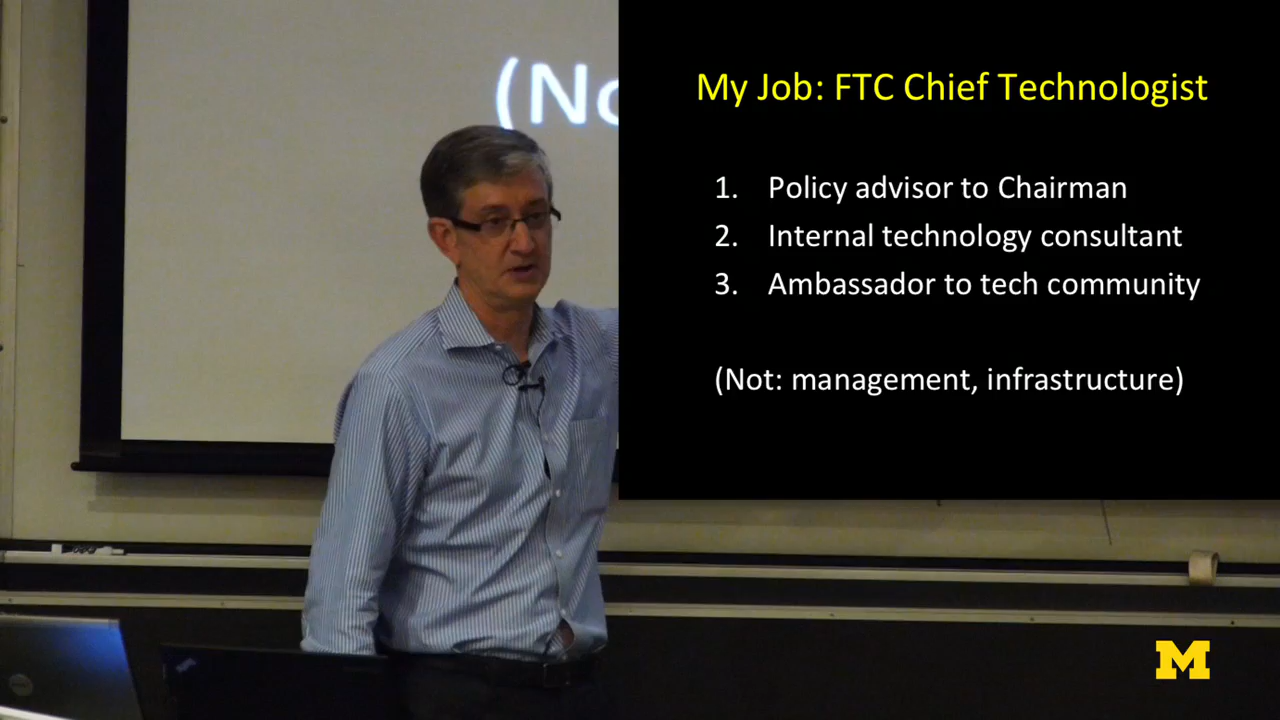 (No
My Job: FTC Chief Technologist
1. Policy advisor to Chairman
2. Internal technology consultant
3. Ambassador to tech community
(Not: management, infrastructure)
M